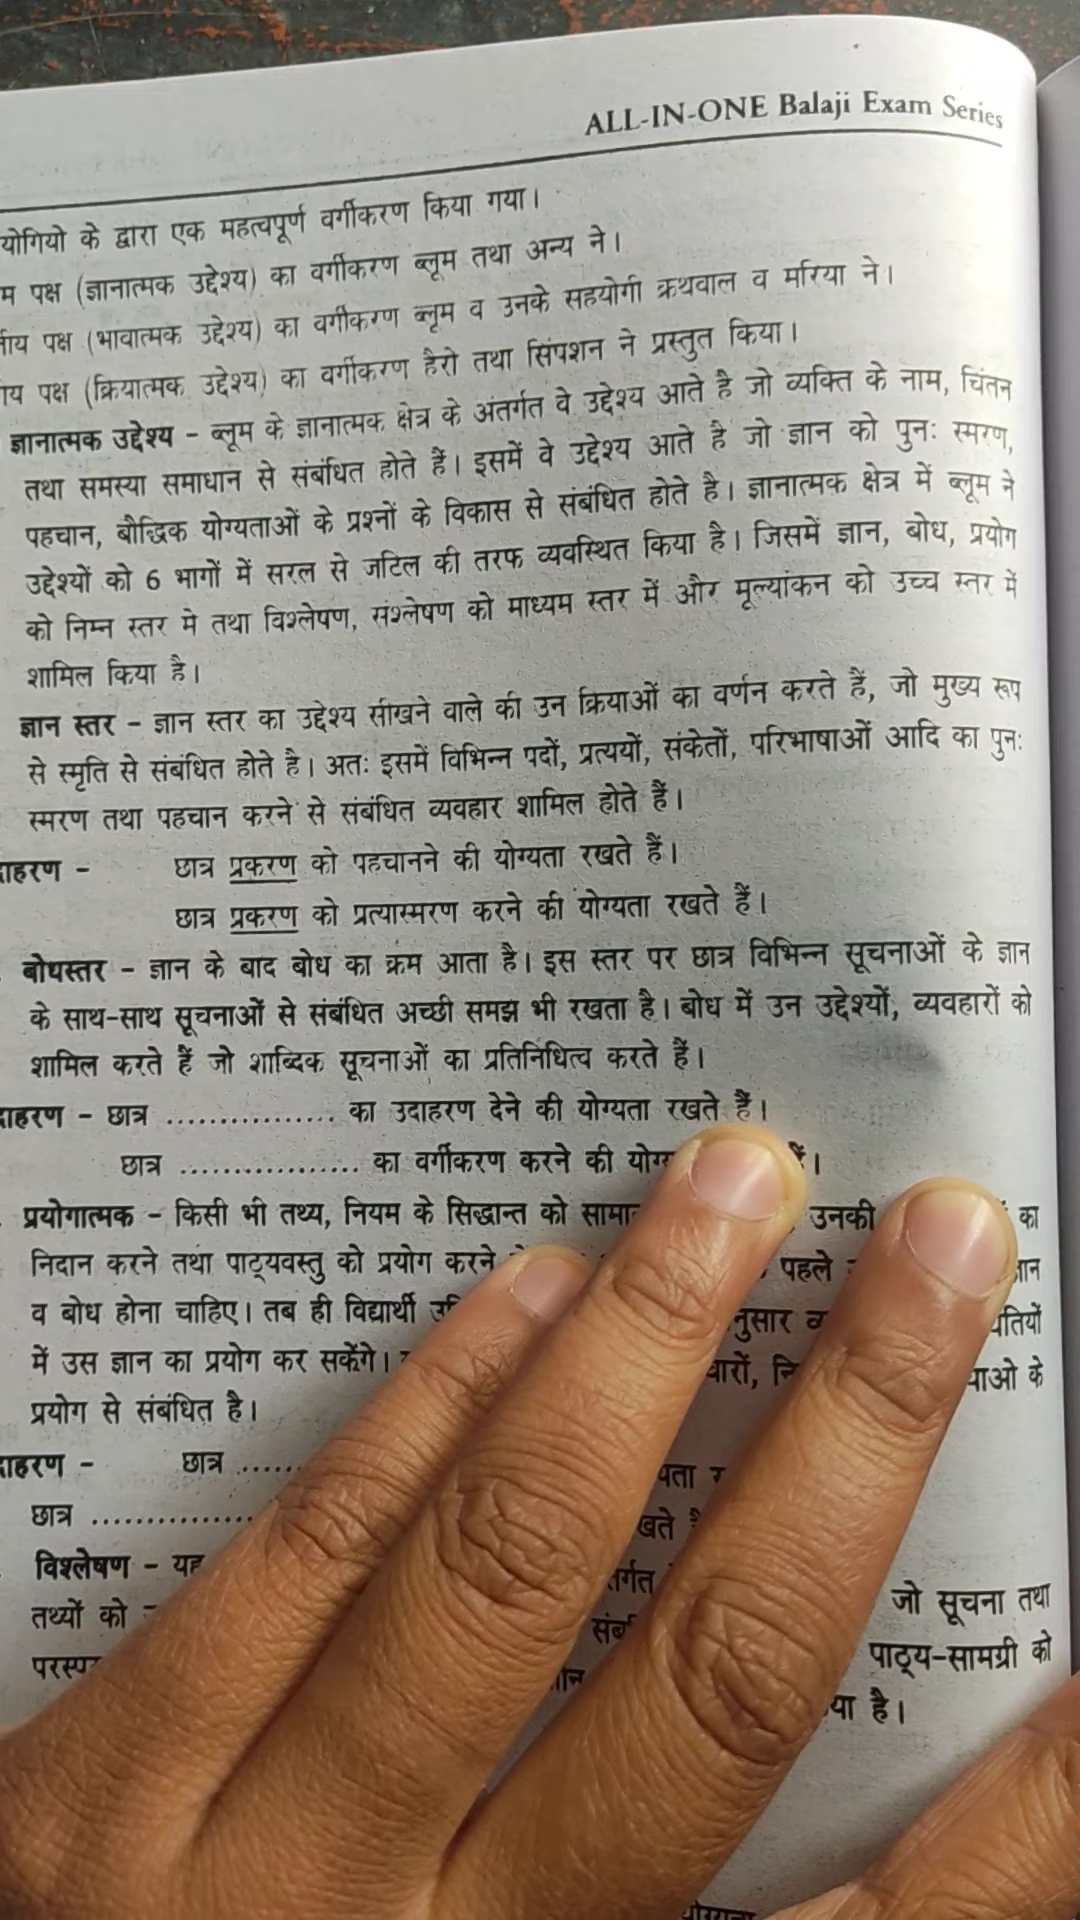 ALL-IN-ONE Balaji Exam Series
योगियो के द्वारा एक महत्वपूर्ण वर्गीकरण किया गया।
म पक्ष (ज्ञानात्मक उद्देश्य) का वर्गीकरण ब्लूम तथा अन्य ने।
पक्ष (भावात्मक उद्देश्य) का वर्गीकरण ब्लूम व उनके सहयोगी क्रथवाल व मरिया ने।
य पक्ष (क्रियात्मक उद्देश्य) का वर्गीकरण हैरो तथा सिंपशन ने प्रस्तुत किया।
ज्ञानात्मक उद्देश्य - ब्लूम के ज्ञानात्मक क्षेत्र के अंतर्गत वे उद्देश्य आते है जो व्यक्ति के नाम, चिंतन
तथा समस्या समाधान से संबंधित होते हैं। इसमें वे उद्देश्य आते है जो ज्ञान को पुनः स्मरण,
पहचान, बौद्धिक योग्यताओं के प्रश्नों के विकास से संबंधित होते है। ज्ञानात्मक क्षेत्र में ब्लूम ने
उद्देश्यों को 6 भागों में सरल से जटिल की तरफ व्यवस्थित किया है। जिसमें ज्ञान, बोध, प्रयोग
को निम्न स्तर मे तथा विश्लेषण, संश्लेषण को माध्यम स्तर में और मूल्यांकन को उच्च स्तर में
शामिल किया है।
ज्ञान स्तर - ज्ञान स्तर का उद्देश्य सीखने वाले की उन क्रियाओं का वर्णन करते हैं, जो मुख्य रूप
से स्मृति से संबंधित होते है। अतः इसमें विभिन्न पदों, प्रत्ययों, संकेतों, परिभाषाओं आदि का पुनः
स्मरण तथा पहचान करने से संबंधित व्यवहार शामिल होते हैं।
दाहरण - छात्र प्रकरण को पहचानने की योग्यता रखते हैं।
छात्र प्रकरण को प्रत्यास्मरण करने की योग्यता रखते हैं।
बोधस्तर - ज्ञान के बाद बोध का क्रम आता है। इस स्तर पर छात्र विभिन्न सूचनाओं के ज्ञान
के साथ-साथ सूचनाओं से संबंधित अच्छी समझ भी रखता है। बोध में उन उद्देश्यों, व्यवहारों को
शामिल करते हैं जो शाब्दिक सूचनाओं का प्रतिनिधित्व करते हैं।
दाहरण - छात्र ................ का उदाहरण देने की योग्यता रखते हैं।
छात्र ................. का वर्गीकरण करने की योग्य हैं।
प्रयोगात्मक - किसी भी तथ्य, नियम के सिद्धान्त को सामान उनकी का
निदान करने तथा पाठ्यवस्तु को प्रयोग करने पहले
व बोध होना चाहिए। तब ही विद्यार्थी नुसार
में उस ज्ञान का प्रयोग कर सकेंगे। के
प्रयोग से संबंधित है।
दाहरण - छात्र ......
छात्र ................
विश्लेषण - यह जो सूचना तथा
तथ्यों को पाठ्य-सामग्री को
है।